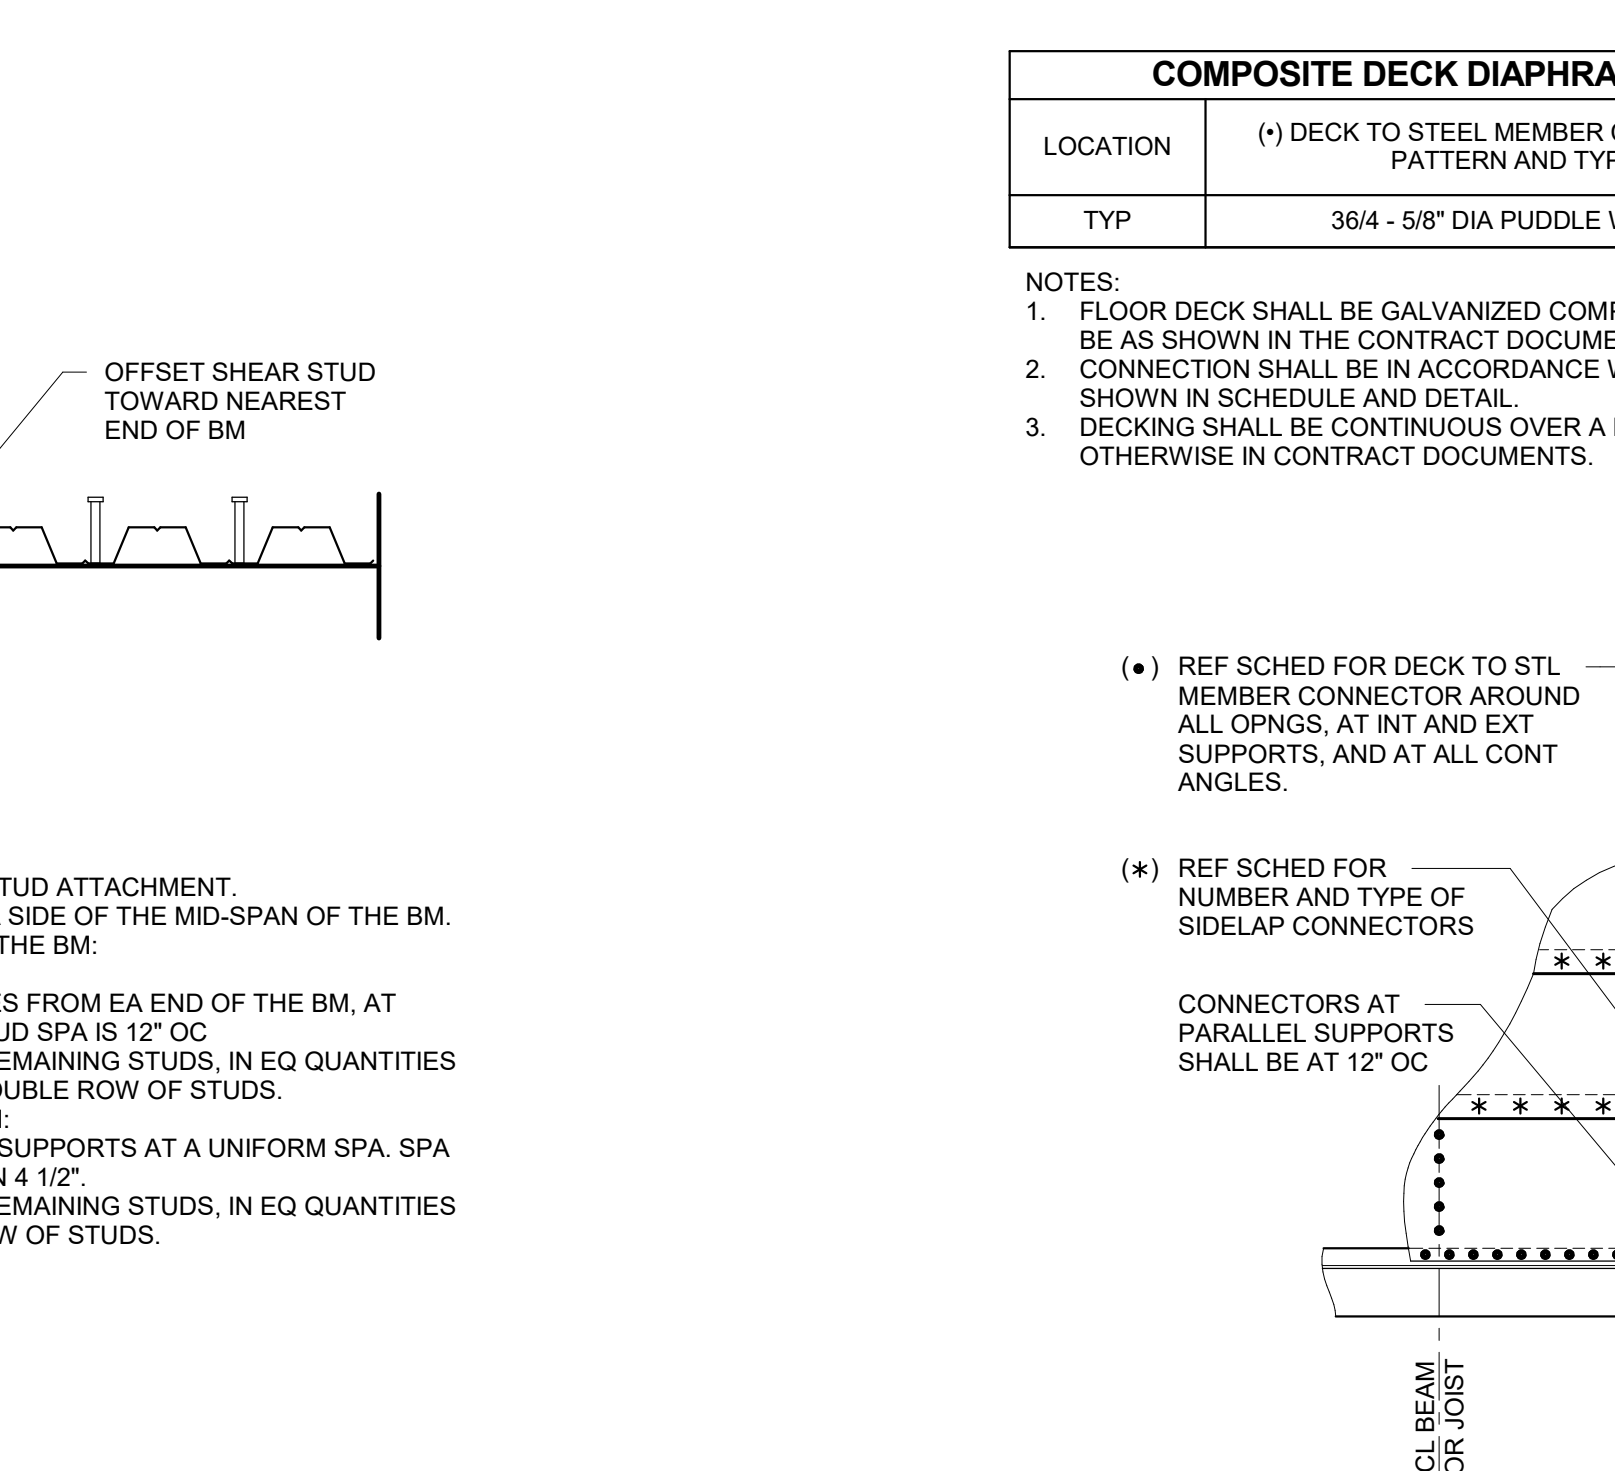 OFFSET SHEAR STUD
TOWARD NEAREST
END OF BM
TUD ATTACHMENT.
SIDE OF THE MID-SPAN OF THE BM.
THE BM:
ES FROM EA END OF THE BM, AT
UD SPA IS 12" OC
EMAINING STUDS, IN EQ QUANTITIES
OUBLE ROW OF STUDS.
SUPPORTS AT A UNIFORM SPA. SPA
N 4 1/2".
EMAINING STUDS, IN EQ QUANTITIES
W OF STUDS.
COMPOSITE DECK DIAPHRA
LOCATION
(•) DECK TO STEEL MEMBER
PATTERN AND TYP
TYP
36/4 - 5/8" DIA PUDDLE
NOTES:
1. FLOOR DECK SHALL BE GALVANIZED COMP
BE AS SHOWN IN THE CONTRACT DOCUME
2. CONNECTION SHALL BE IN ACCORDANCE W
SHOWN IN SCHEDULE AND DETAIL.
3. DECKING SHALL BE CONTINUOUS OVER A
OTHERWISE IN CONTRACT DOCUMENTS.
(●) REF SCHED FOR DECK TO STL
MEMBER CONNECTOR AROUND
ALL OPNGS, AT INT AND EXT
SUPPORTS, AND AT ALL CONT
ANGLES.
(*) REF SCHED FOR
NUMBER AND TYPE OF
SIDELAP CONNECTORS
CONNECTORS AT
PARALLEL SUPPORTS
SHALL BE AT 12" OC
CL BEAM
OR JOIST